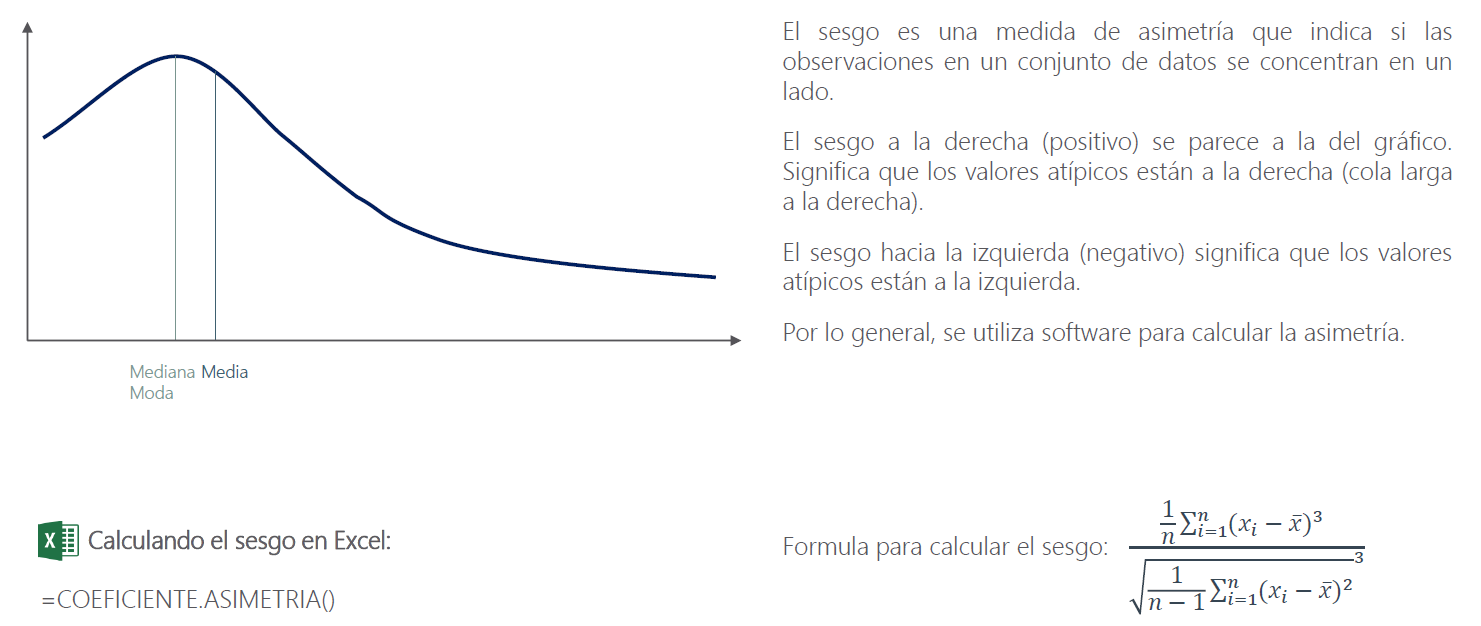 El sesgo es una medida de asimetría que indica si las
observaciones en un conjunto de datos se concentran en un
lado.
El sesgo a la derecha (positivo) se parece a la del gráfico.
Significa que los valores atípicos están a la derecha (cola larga
a la derecha).
El sesgo hacia la izquierda (negativo) significa que los valores
atípicos están a la izquierda.
Por lo general, se utiliza software para calcular la asimetría.
Mediana Media
Moda
X Calculando el sesgo en Excel:
=COEFICIENTE.ASIMETRIA()
Formula para calcular el sesgo:
1/n ∑ⁿᵢ₌₁(xᵢ − x̄)³
√(1/(n − 1) ∑ⁿᵢ₌₁(xᵢ − x̄)²)³